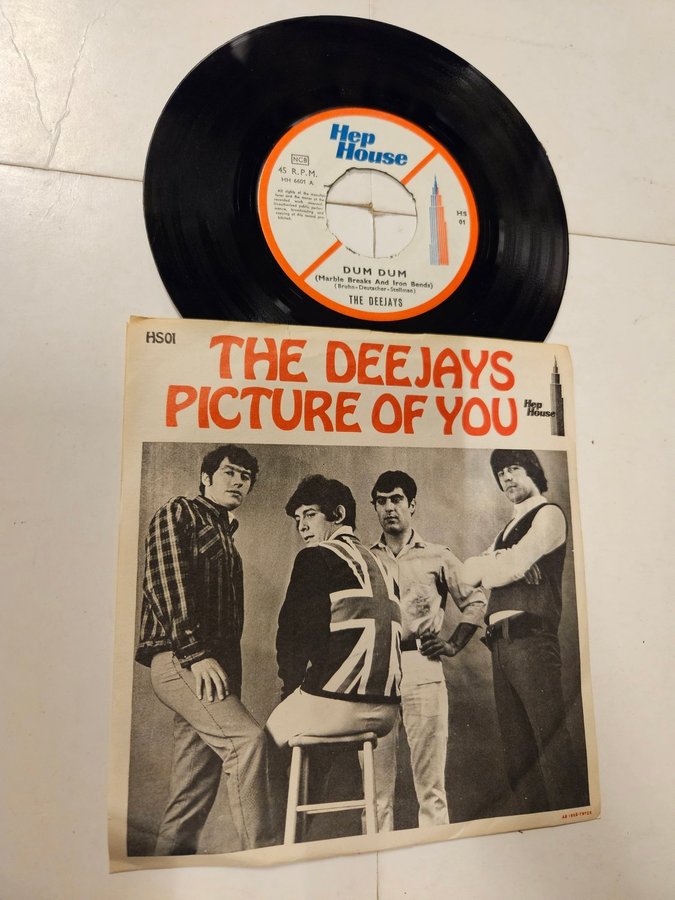 Hep
House
NCB
45 R.P.M.
HH 6601 A
HS
01
DUM DUM
(Marble Breaks And Iron Bends)
(Bruhn-Deutscher-Stellman)
THE DEEJAYS
HS01
THE DEEJAYS
PICTURE OF YOU
Hep
House